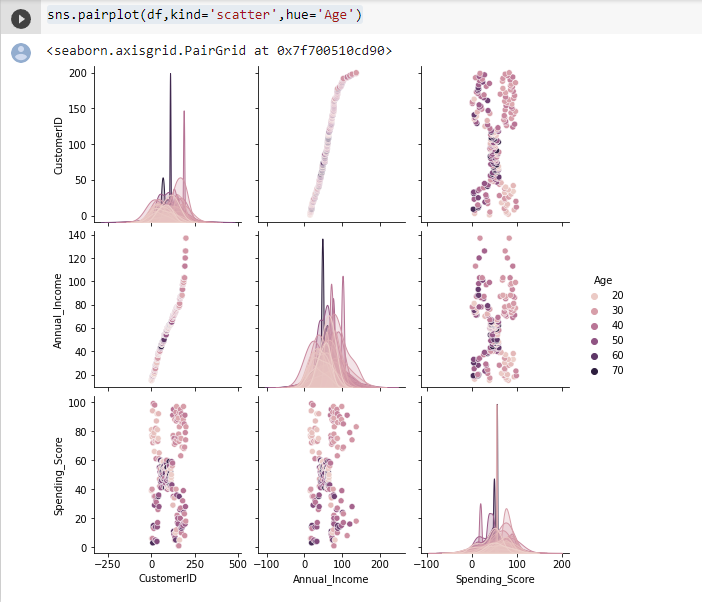 sns.pairplot(df,kind='scatter',hue='Age')
<seaborn.axisgrid.PairGrid at 0x7f700510cd90>
200
150
100
50
0
CustomerID
140
120
100
80
60
40
20
Annual_Income
Age
20
30
40
50
60
70
100
80
60
40
20
0
Spending_Score
−250 0 250 500
CustomerID
−100 0 100 200
Annual_Income
−100 0 100 200
Spending_Score